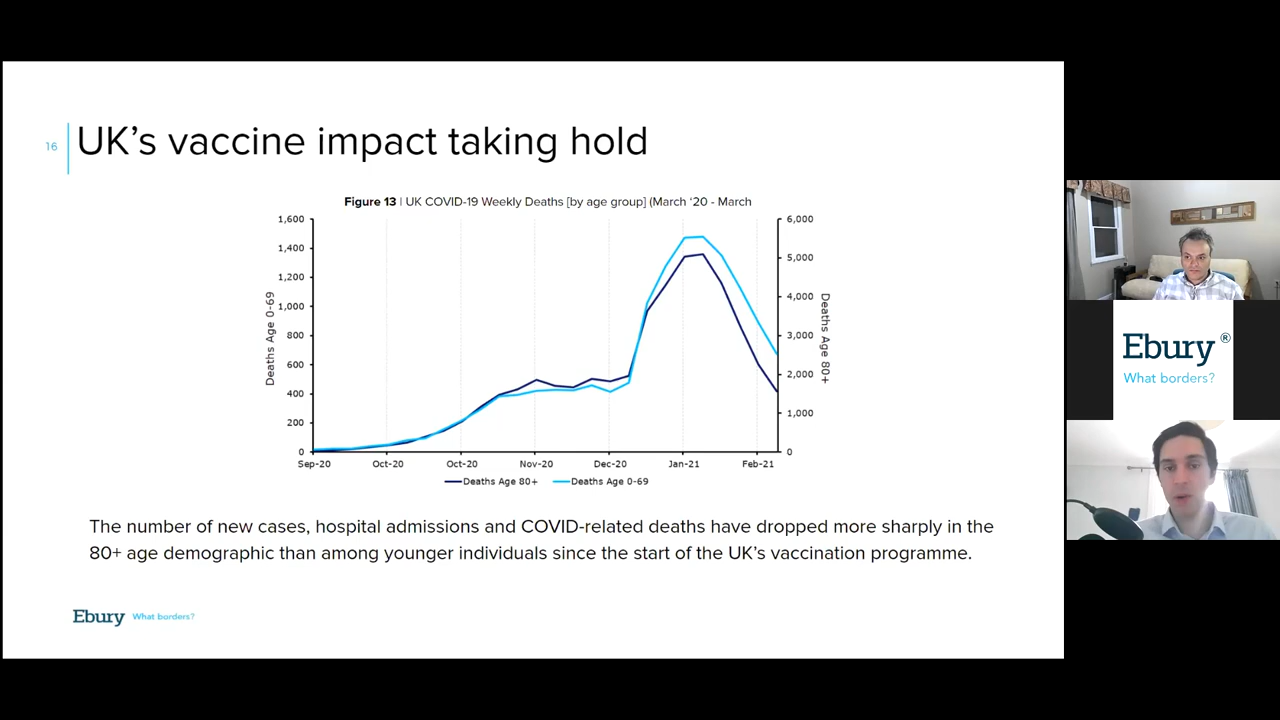 16
UK’s vaccine impact taking hold
Figure 13 | UK COVID-19 Weekly Deaths [by age group] (March ‘20 - March
1,600
1,400
1,200
1,000
800
600
400
200
0
Deaths Age 0-69
6,000
5,000
4,000
3,000
2,000
1,000
0
Deaths Age 80+
Sep-20 Oct-20 Oct-20 Nov-20 Dec-20 Jan-21 Feb-21
Deaths Age 80+ Deaths Age 0-69
The number of new cases, hospital admissions and COVID-related deaths have dropped more sharply in the
80+ age demographic than among younger individuals since the start of the UK’s vaccination programme.
Ebury What borders?
Ebury®
What borders?